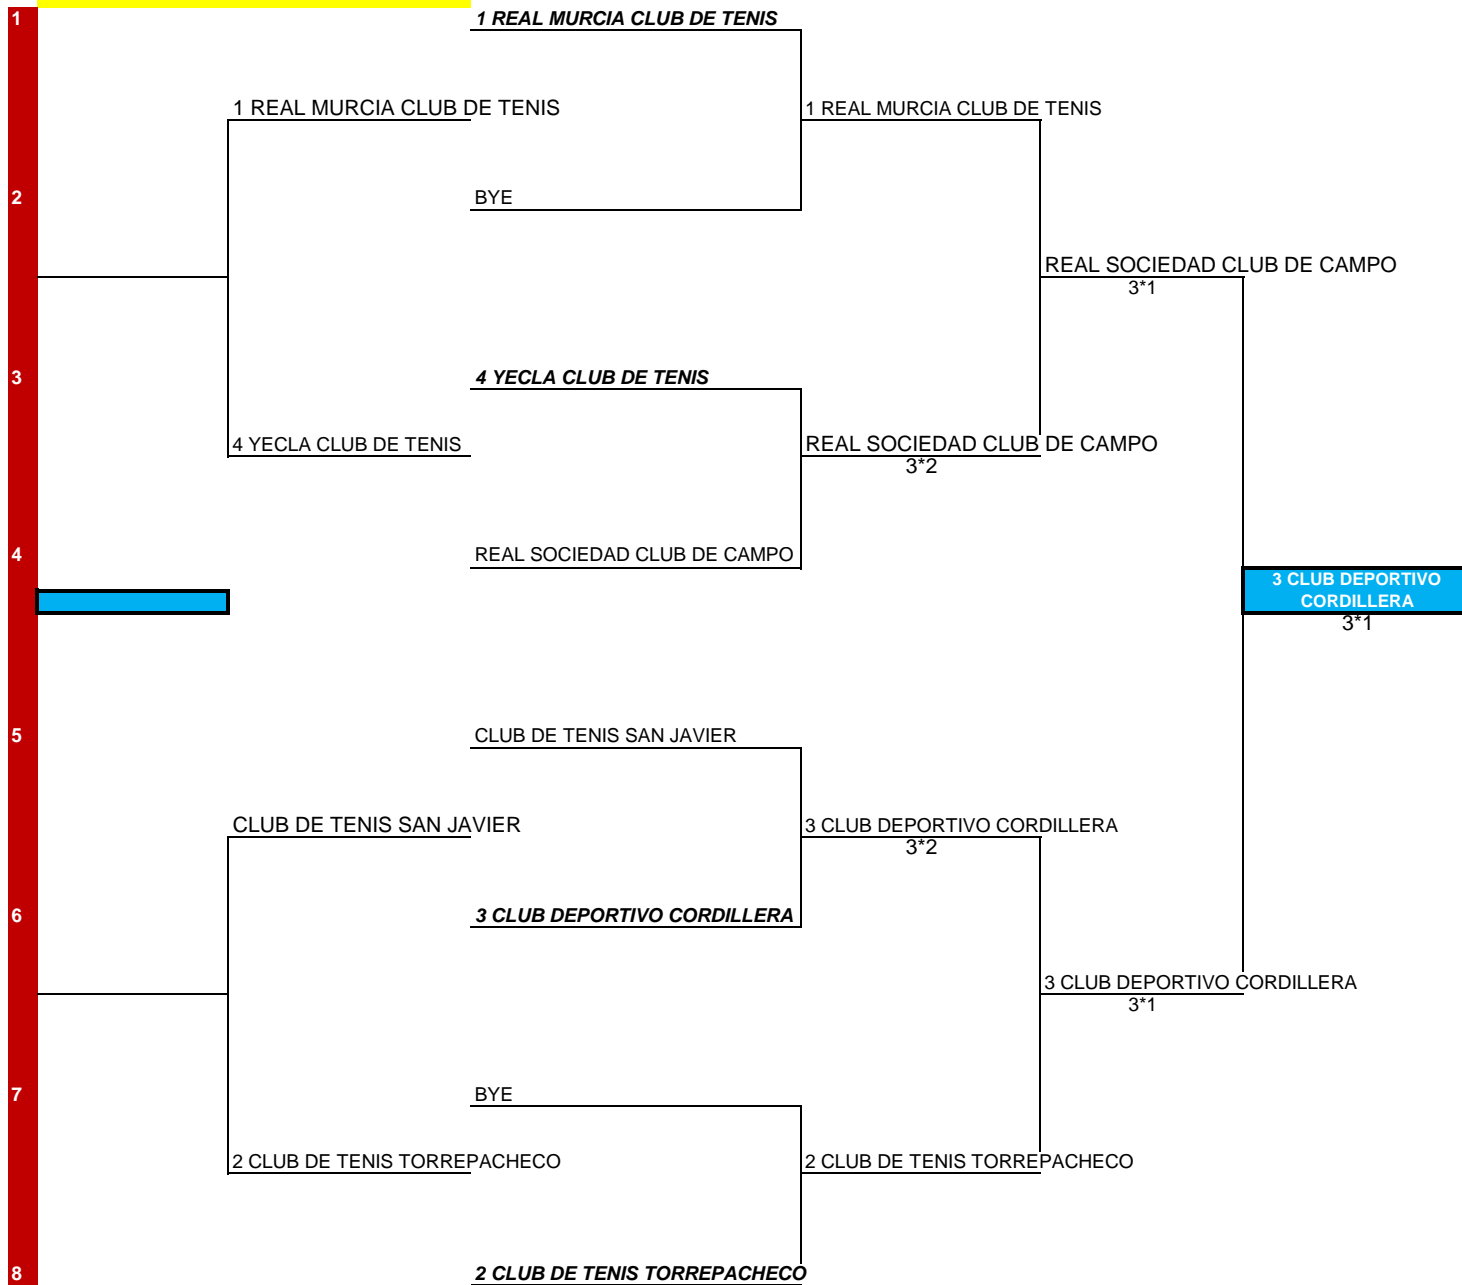 1 1 REAL MURCIA CLUB DE TENIS
1 REAL MURCIA CLUB DE TENIS 1 REAL MURCIA CLUB DE TENIS
2 BYE
REAL SOCIEDAD CLUB DE CAMPO
3*1
3 4 YECLA CLUB DE TENIS
4 YECLA CLUB DE TENIS REAL SOCIEDAD CLUB DE CAMPO
3*2
4 REAL SOCIEDAD CLUB DE CAMPO
3 CLUB DEPORTIVO
CORDILLERA
3*1
5 CLUB DE TENIS SAN JAVIER
CLUB DE TENIS SAN JAVIER 3 CLUB DEPORTIVO CORDILLERA
3*2
6 3 CLUB DEPORTIVO CORDILLERA
3 CLUB DEPORTIVO CORDILLERA
3*1
7 BYE
2 CLUB DE TENIS TORREPACHECO 2 CLUB DE TENIS TORREPACHECO
8 2 CLUB DE TENIS TORREPACHECO